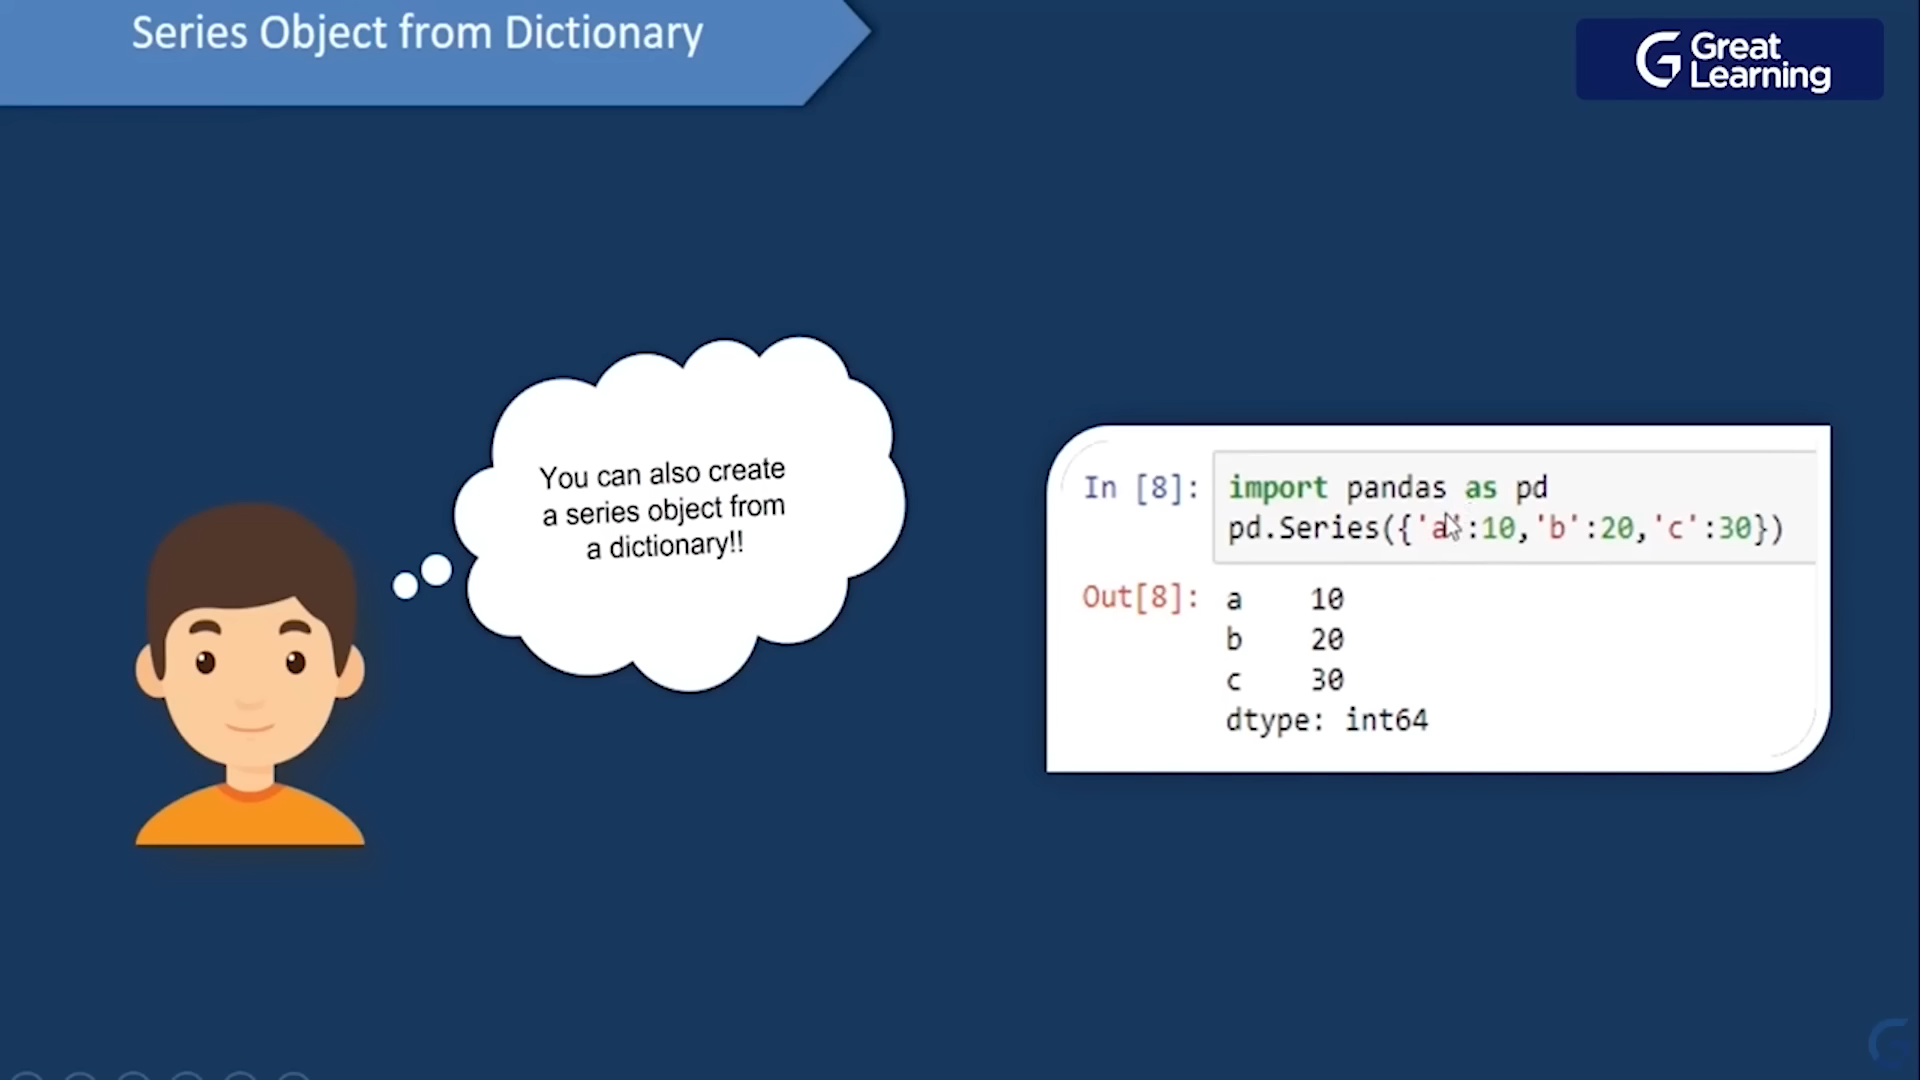 Series Object from Dictionary
Great
Learning
You can also create
a series object from
a dictionary!!
In [8]: import pandas as pd
pd.Series({'a':10,'b':20,'c':30})
Out[8]: a    10
b    20
c    30
dtype: int64